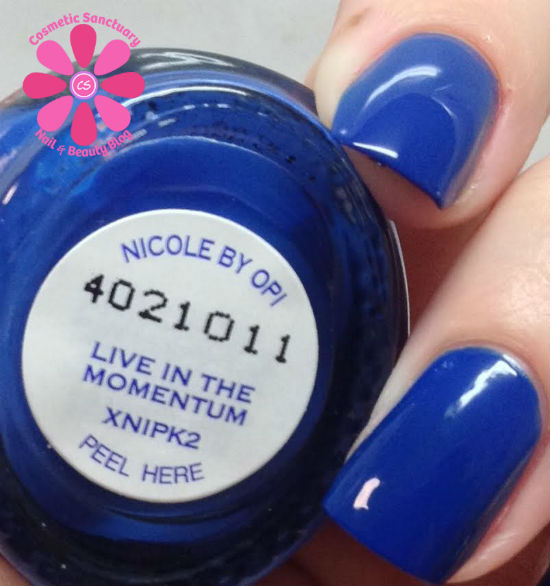 Cosmetic Sanctuary
CS
Nail & Beauty Blog
NICOLE BY OPI
4021011
LIVE IN THE
MOMENTUM
XNIPK2
PEEL HERE